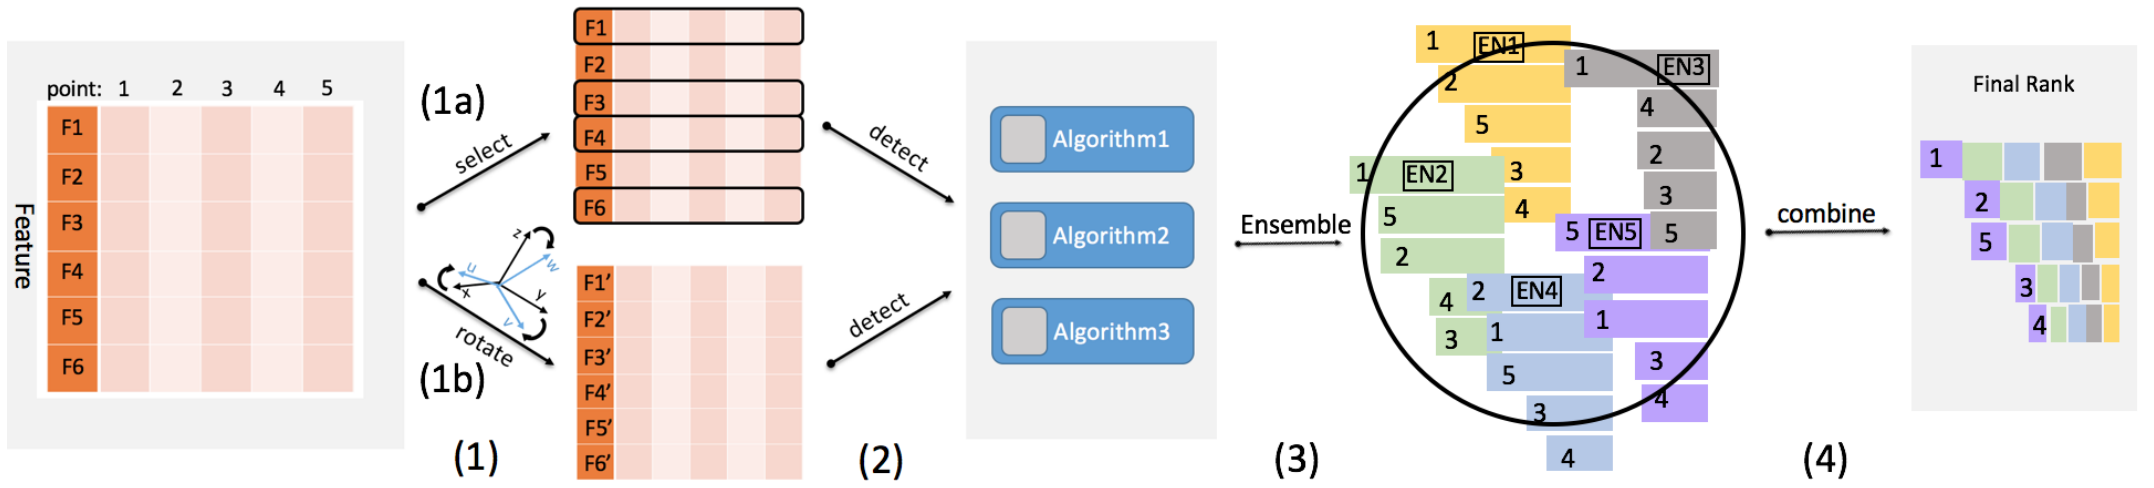 point: 1 2 3 4 5
Feature
F1
F2
F3
F4
F5
F6
(1a)
select
z
w
u
x
y
v
rotate
(1b)
(1)
F1
F2
F3
F4
F5
F6
F1’
F2’
F3’
F4’
F5’
F6’
detect
detect
(2)
Algorithm1
Algorithm2
Algorithm3
Ensemble
(3)
1 EN1
2
5
3
4
1 EN2
5
2
4
3
1 EN3
4
2
3
5
2 EN4
1
5
3
4
5 EN5
2
1
3
4
combine
(4)
Final Rank
1
2
5
3
4